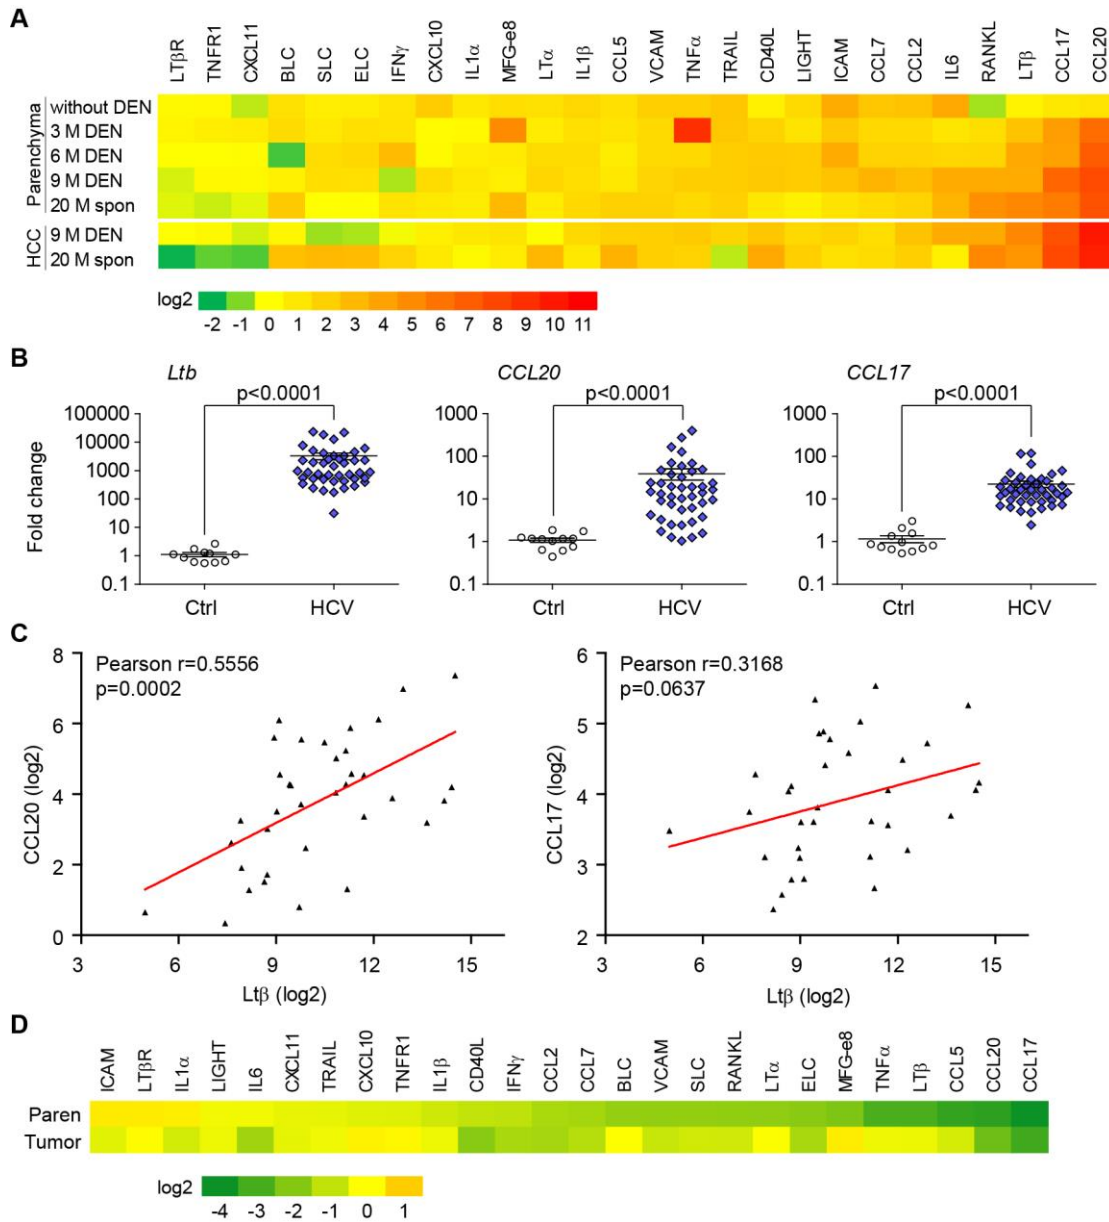 A
LTβR TNFR1 CXCL11 BLC SLC ELC IFNγ CXCL10 IL1α MFG-e8 LTα IL1β CCL5 VCAM TNFα TRAIL CD40L LIGHT ICAM CCL7 CCL2 IL6 RANKL LTβ CCL17 CCL20
Parenchyma
without DEN
3 M DEN
6 M DEN
9 M DEN
20 M spon
HCC
9 M DEN
20 M spon
log2
-2 -1 0 1 2 3 4 5 6 7 8 9 10 11
B
Ltb
p<0.0001
Fold change
100000
10000
1000
100
10
1
0.1
Ctrl HCV
CCL20
p<0.0001
1000
100
10
1
0.1
Ctrl HCV
CCL17
p<0.0001
1000
100
10
1
0.1
Ctrl HCV
C
Pearson r=0.5556
p=0.0002
CCL20 (log2)
8
6
4
2
0
3 6 9 12 15
Ltβ (log2)
Pearson r=0.3168
p=0.0637
CCL17 (log2)
6
5
4
3
2
3 6 9 12 15
Ltβ (log2)
D
ICAM LTβR IL1α LIGHT IL6 CXCL11 TRAIL CXCL10 TNFR1 IL1β CD40L IFNγ CCL2 CCL7 BLC VCAM SLC RANKL LTα ELC MFG-e8 TNFα LTβ CCL5 CCL20 CCL17
Paren
Tumor
log2
-4 -3 -2 -1 0 1